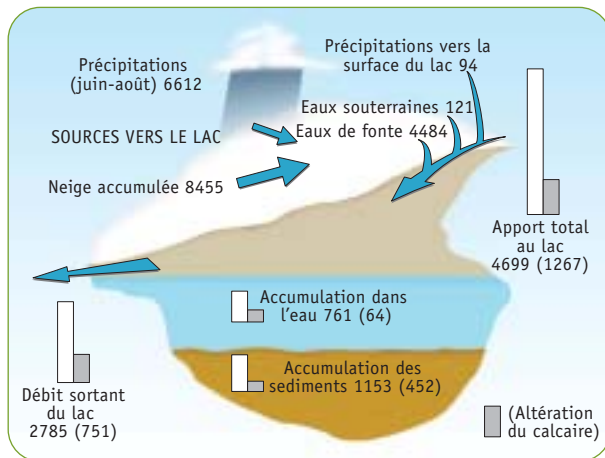 Précipitations
(juin-août) 6612
Précipitations vers la
surface du lac 94
Eaux souterraines 121
Eaux de fonte 4484
SOURCES VERS LE LAC
Neige accumulée 8455
Apport total
au lac
4699 (1267)
Accumulation dans
l'eau 761 (64)
Accumulation des
sediments 1153 (452)
Débit sortant
du lac
2785 (751)
(Altération
du calcaire)